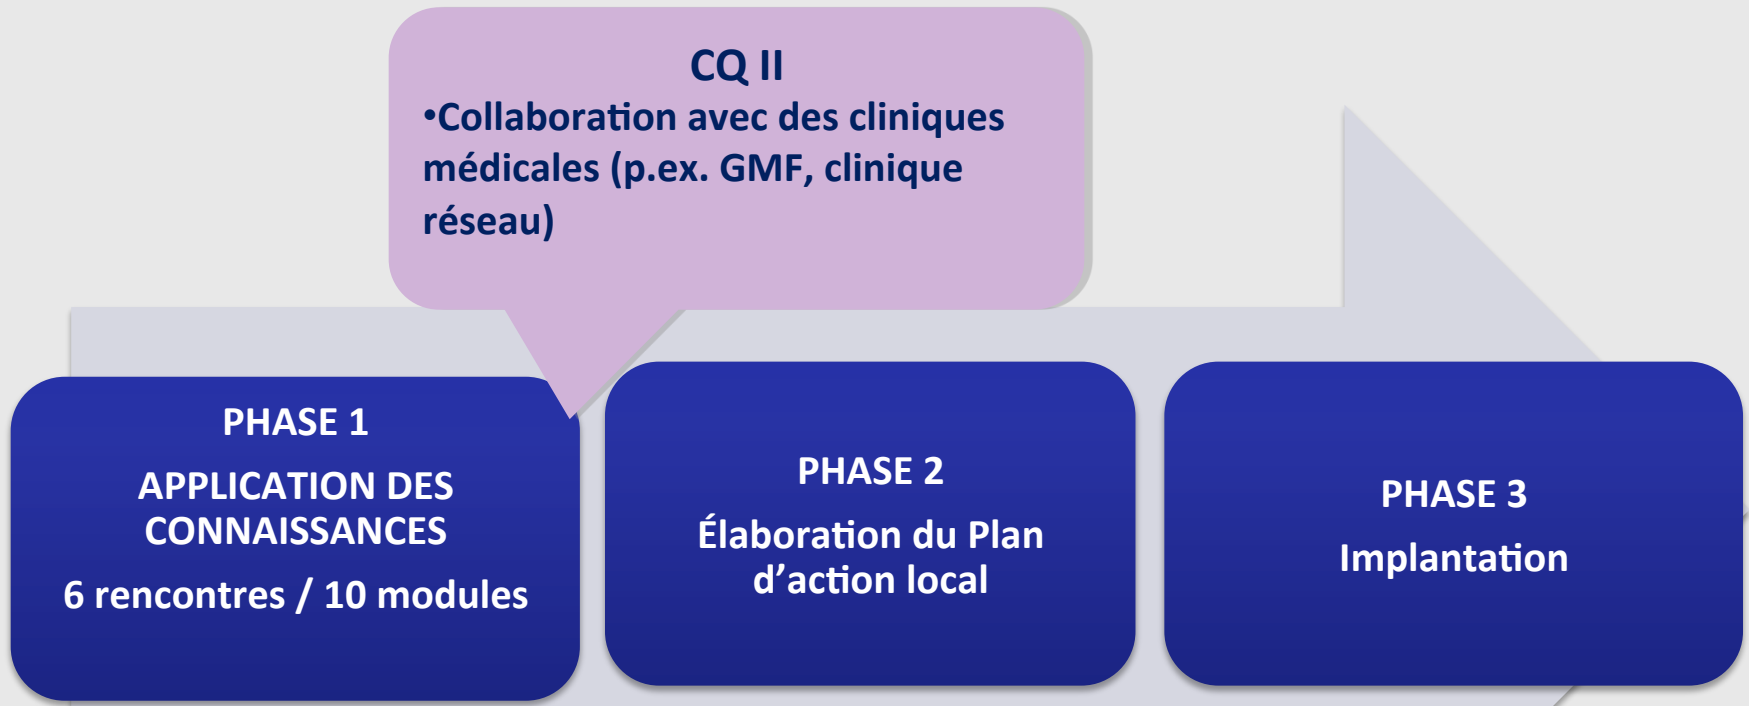 CQ II
•Collaboration avec des cliniques
médicales (p.ex. GMF, clinique
réseau)
PHASE 1
APPLICATION DES
CONNAISSANCES
6 rencontres / 10 modules
PHASE 2
Élaboration du Plan
d’action local
PHASE 3
Implantation